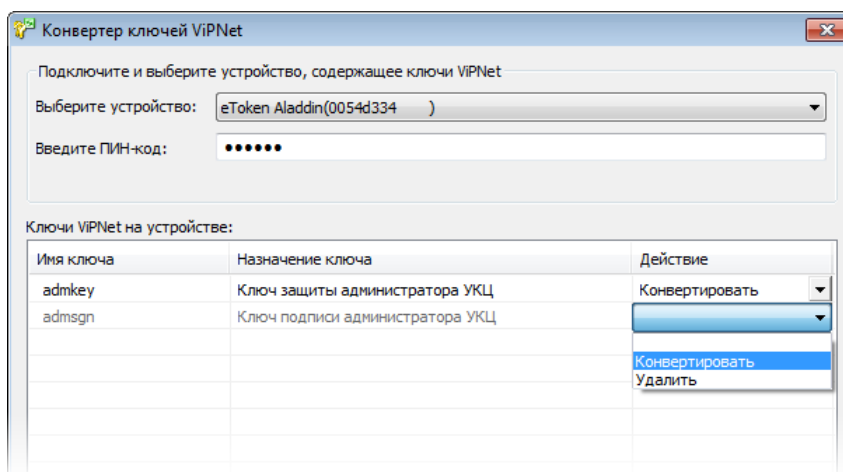 Конвертер ключей ViPNet
Подключите и выберите устройство, содержащее ключи ViPNet
Выберите устройство: eToken Aladdin(0054d334 )
Введите ПИН-код: ••••••
Ключи ViPNet на устройстве:
Имя ключа Назначение ключа Действие
admkey Ключ защиты администратора УКЦ Конвертировать
admsgn Ключ подписи администратора УКЦ
Конвертировать
Удалить